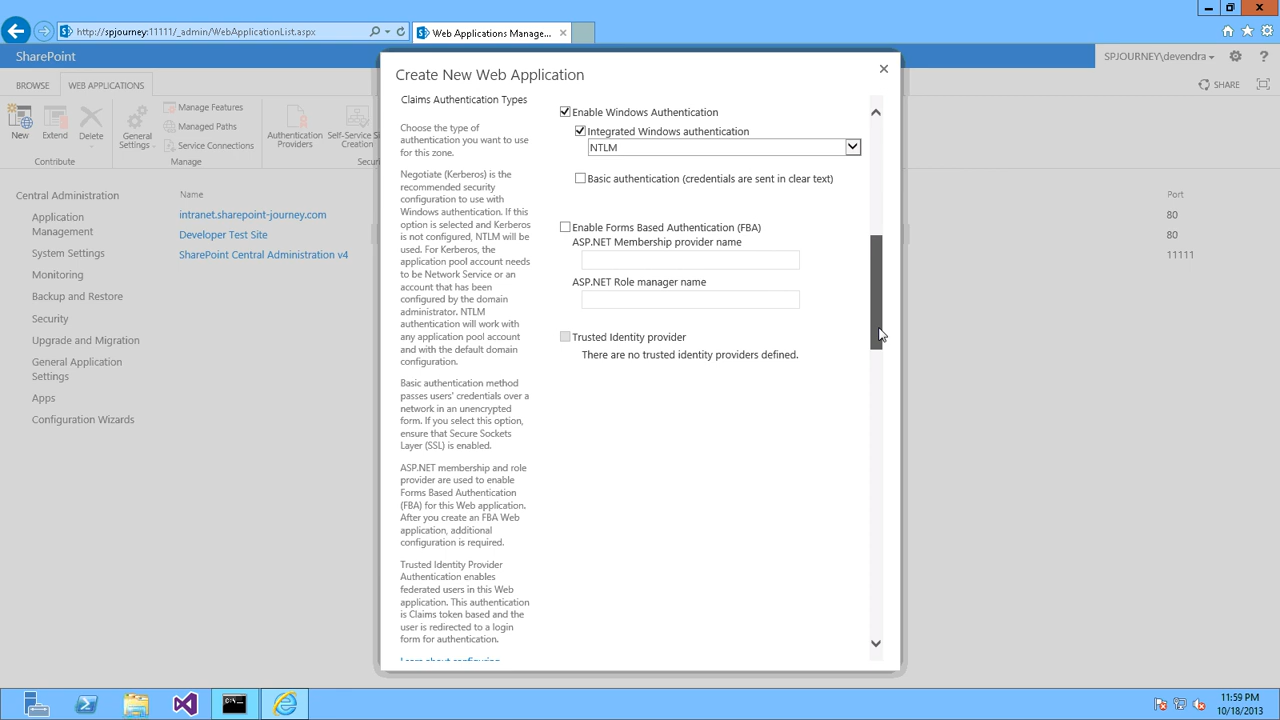 http://spjourney:11111/_admin/WebApplicationList.aspx
Web Applications Manage...
SharePoint
SPJOURNEY\devendra
BROWSE
WEB APPLICATIONS
SHARE
New
Extend
Delete
General
Settings
Manage Features
Managed Paths
Service Connections
Authentication
Providers
Self-Service Si
Creation
Contribute
Manage
Securi
Central Administration
Application
Management
System Settings
Monitoring
Backup and Restore
Security
Upgrade and Migration
General Application
Settings
Apps
Configuration Wizards
Name
intranet.sharepoint-journey.com
Developer Test Site
SharePoint Central Administration v4
Port
80
80
11111
Create New Web Application
Claims Authentication Types
Choose the type of
authentication you want to use
for this zone.
Negotiate (Kerberos) is the
recommended security
configuration to use with
Windows authentication. If this
option is selected and Kerberos
is not configured, NTLM will be
used. For Kerberos, the
application pool account needs
to be Network Service or an
account that has been
configured by the domain
administrator. NTLM
authentication will work with
any application pool account
and with the default domain
configuration.
Basic authentication method
passes users' credentials over a
network in an unencrypted
form. If you select this option,
ensure that Secure Sockets
Layer (SSL) is enabled.
ASP.NET membership and role
provider are used to enable
Forms Based Authentication
(FBA) for this Web application.
After you create an FBA Web
application, additional
configuration is required.
Trusted Identity Provider
Authentication enables
federated users in this Web
application. This authentication
is Claims token based and the
user is redirected to a login
form for authentication.
Learn about configuring
Enable Windows Authentication
Integrated Windows authentication
NTLM
Basic authentication (credentials are sent in clear text)
Enable Forms Based Authentication (FBA)
ASP.NET Membership provider name
ASP.NET Role manager name
Trusted Identity provider
There are no trusted identity providers defined.
11:59 PM
10/18/2013